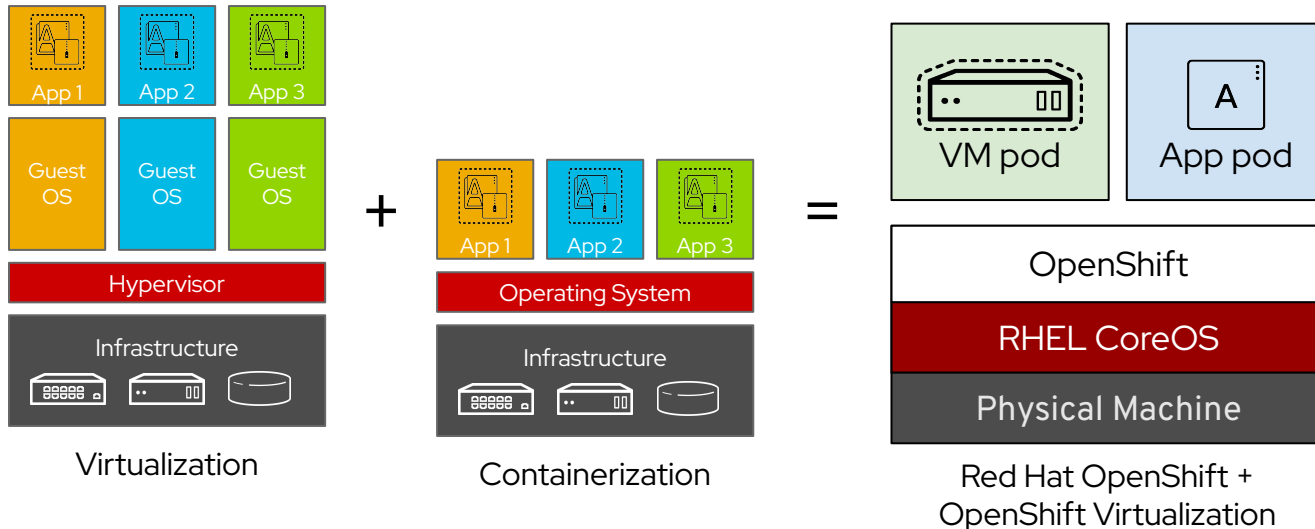 App 1
App 2
App 3
Guest
OS
Guest
OS
Guest
OS
Hypervisor
Infrastructure
Virtualization
+
App 1
App 2
App 3
Operating System
Infrastructure
Containerization
=
VM pod
A
App pod
OpenShift
RHEL CoreOS
Physical Machine
Red Hat OpenShift +
OpenShift Virtualization